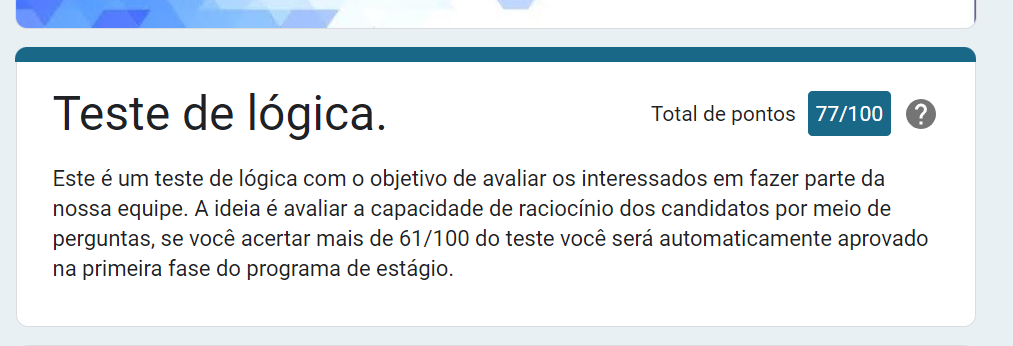 Teste de lógica.
Total de pontos 77/100 ?
Este é um teste de lógica com o objetivo de avaliar os interessados em fazer parte da
nossa equipe. A ideia é avaliar a capacidade de raciocínio dos candidatos por meio de
perguntas, se você acertar mais de 61/100 do teste você será automaticamente aprovado
na primeira fase do programa de estágio.